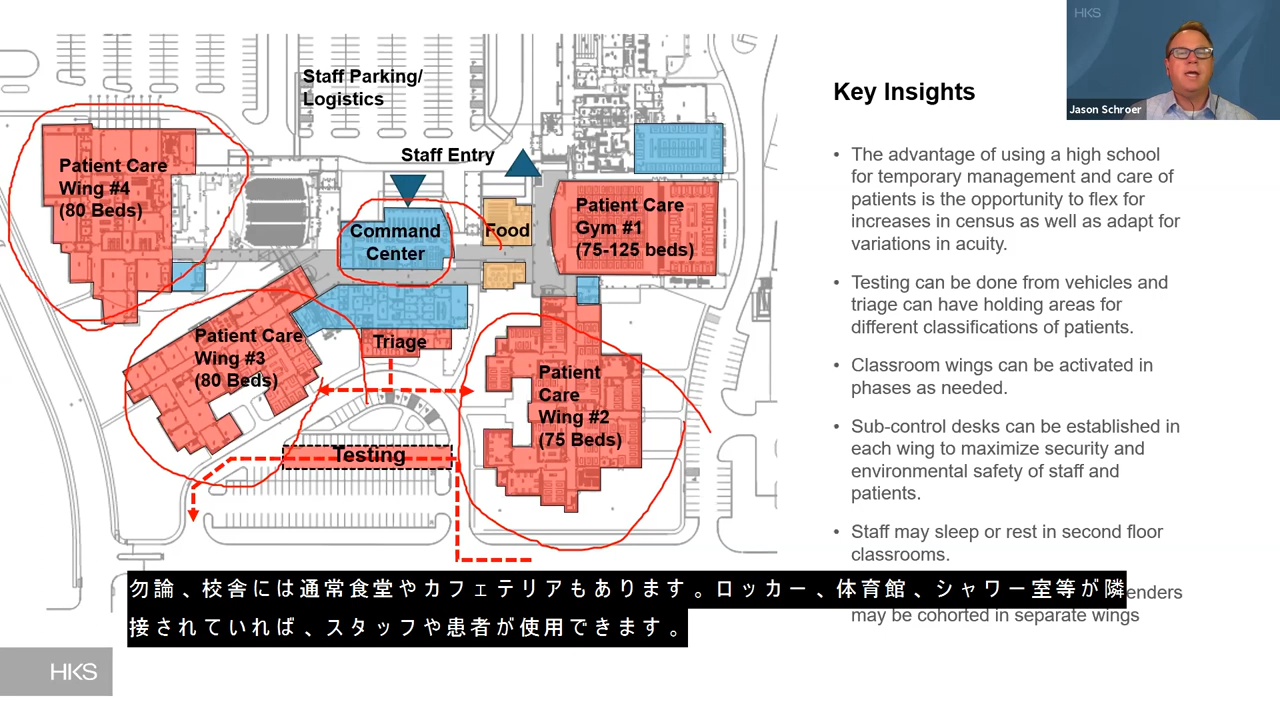 HKS
Jason Schroer
Staff Parking/
Logistics
Staff Entry
Patient Care
Wing #4
(80 Beds)
Command
Center
Food
Patient Care
Gym #1
(75-125 beds)
Patient Care
Wing #3
(80 Beds)
Triage
Patient
Care
Wing #2
(75 Beds)
Testing
Key Insights
• The advantage of using a high school
for temporary management and care of
patients is the opportunity to flex for
increases in census as well as adapt for
variations in acuity.
• Testing can be done from vehicles and
triage can have holding areas for
different classifications of patients.
• Classroom wings can be activated in
phases as needed.
• Sub-control desks can be established in
each wing to maximize security and
environmental safety of staff and
patients.
• Staff may sleep or rest in second floor
classrooms.
enders
may be cohorted in separate wings
勿論、校舎には通常食堂やカフェテリアもあります。ロッカー、体育館、シャワー室等が隣
接されていれば、スタッフや患者が使用できます。
HKS